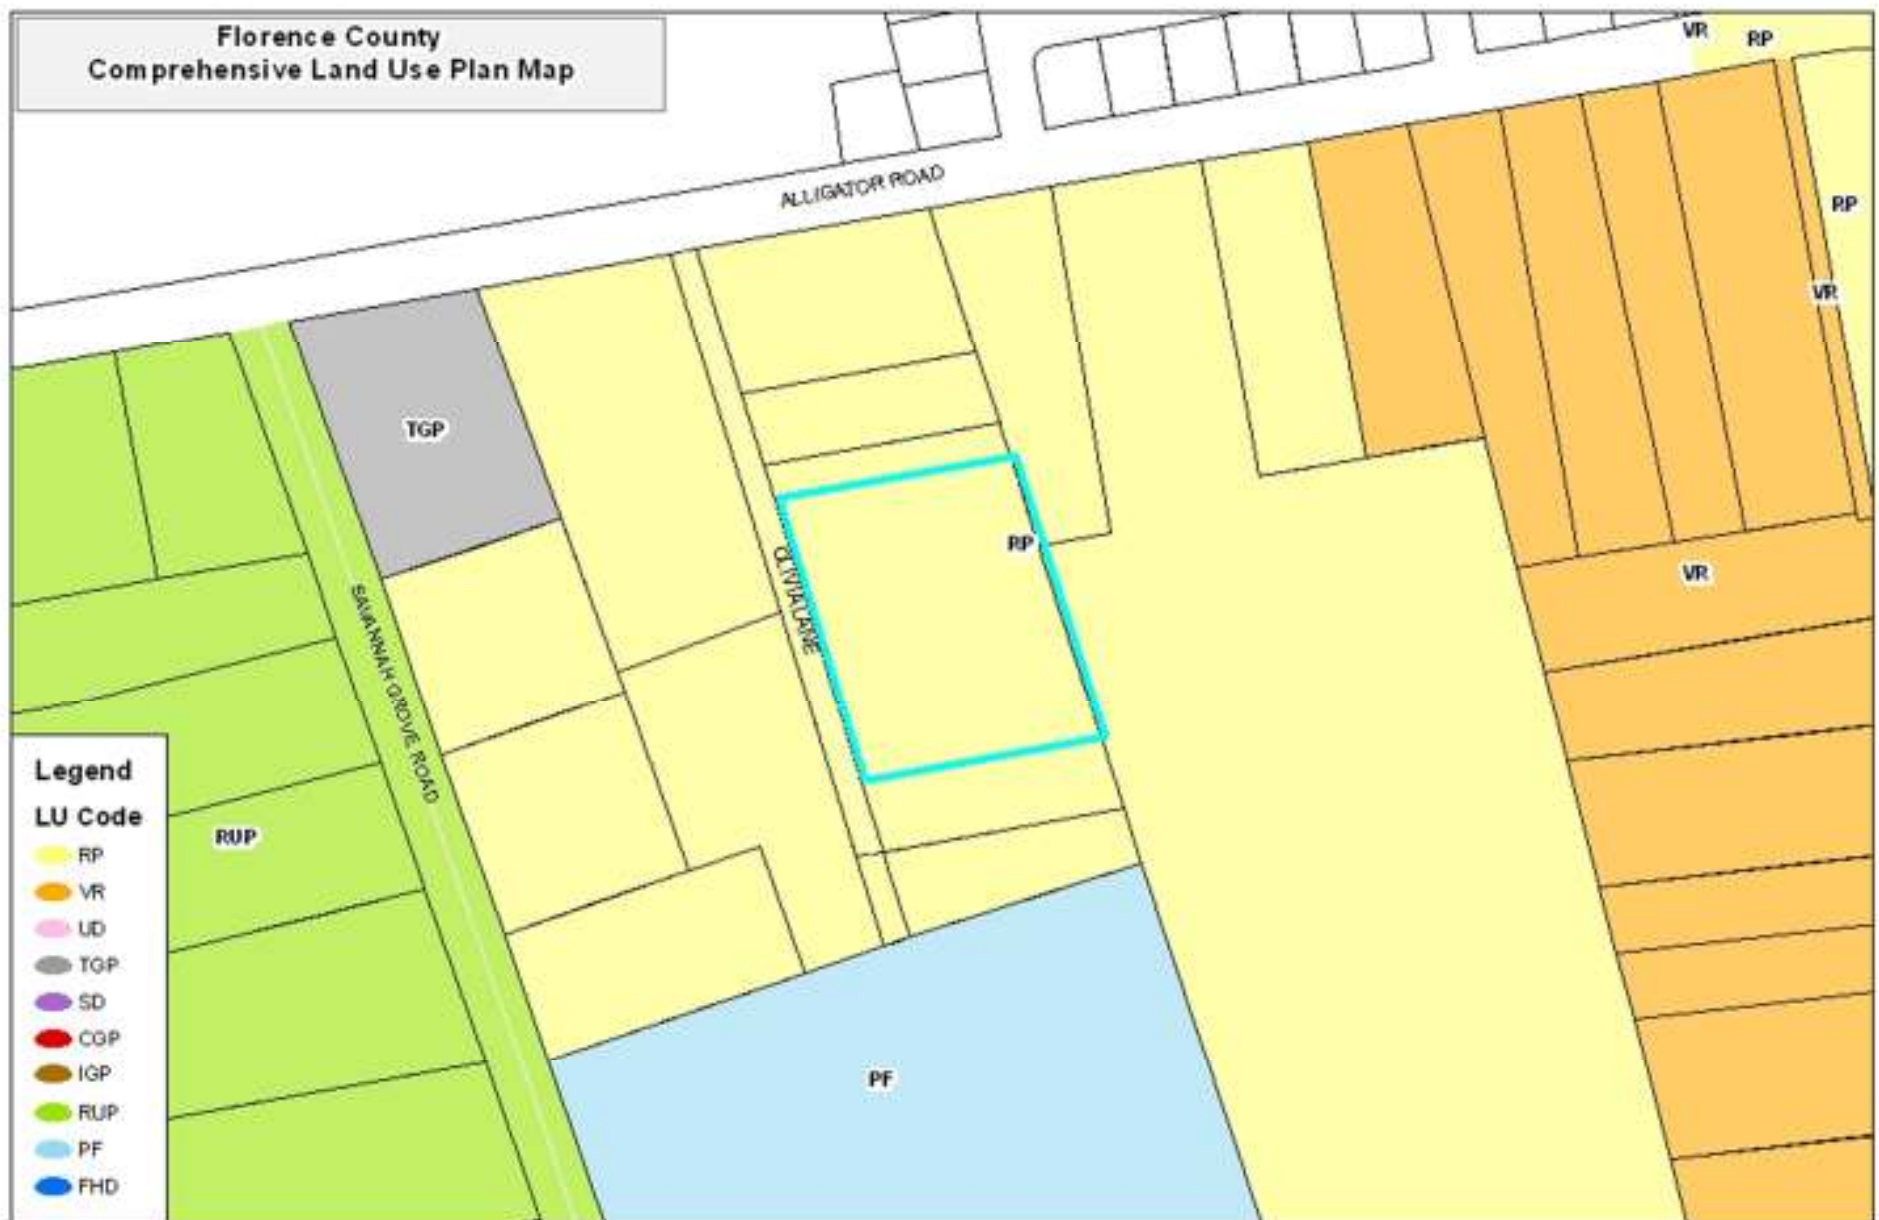 Florence County
Comprehensive Land Use Plan Map
VR
RP
ALLIGATOR ROAD
RP
VR
TGP
RP
OLIVIA LANE
VR
SAVANNAH GROVE ROAD
RUP
PF
Legend
LU Code
RP
VR
UD
TGP
SD
CGP
IGP
RUP
PF
FHD